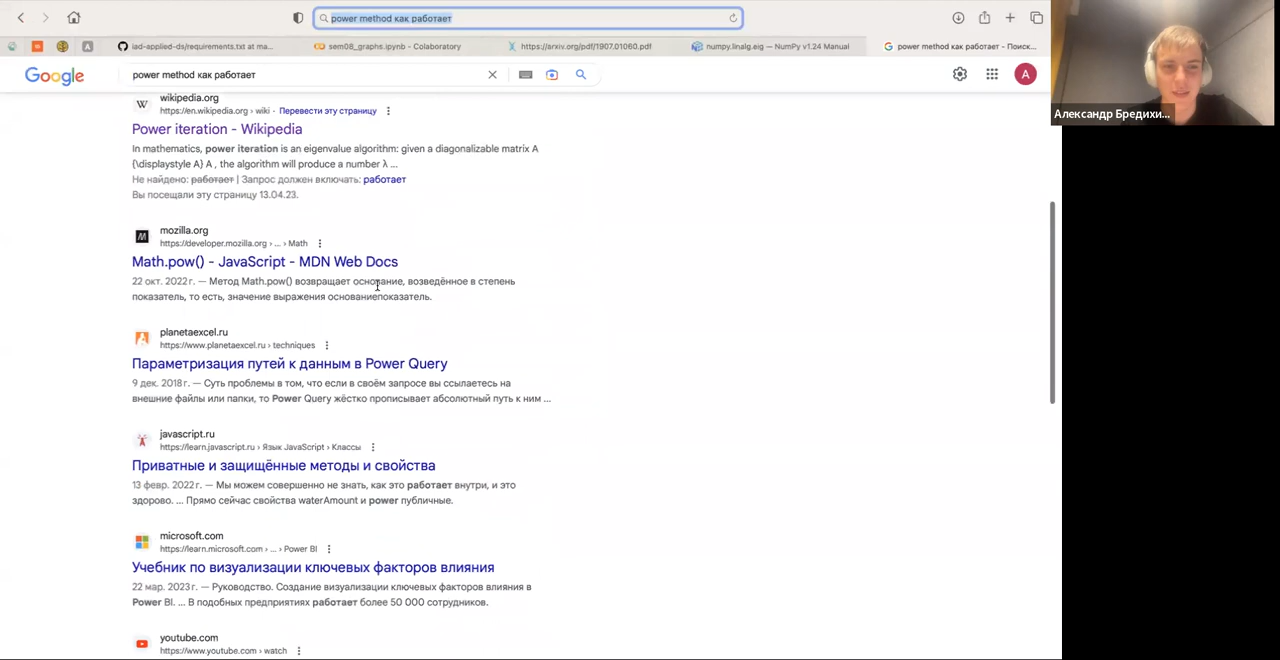 power method как работает
iad-applied-ds/requirements.txt at ma...
sem08_graphs.ipynb - Colaboratory
https://arxiv.org/pdf/1907.01060.pdf
numpy.linalg.eig — NumPy v1.24 Manual
power method как работает - Поиск...
Google
power method как работает
A
Александр Бредихи...
wikipedia.org
https://en.wikipedia.org › wiki · Перевести эту страницу
Power iteration - Wikipedia
In mathematics, power iteration is an eigenvalue algorithm: given a diagonalizable matrix A
{\displaystyle A} A , the algorithm will produce a number λ ...
Не найдено: работает | Запрос должен включать: работает
Вы посещали эту страницу 13.04.23.
mozilla.org
https://developer.mozilla.org › ... › Math
Math.pow() - JavaScript - MDN Web Docs
22 окт. 2022 г. — Метод Math.pow() возвращает основание, возведённое в степень
показатель, то есть, значение выражения основаниепоказатель.
planetaexcel.ru
https://www.planetaexcel.ru › techniques
Параметризация путей к данным в Power Query
9 дек. 2018 г. — Суть проблемы в том, что если в своём запросе вы ссылаетесь на
внешние файлы или папки, то Power Query жёстко прописывает абсолютный путь к ним ...
javascript.ru
https://learn.javascript.ru › Язык JavaScript › Классы
Приватные и защищённые методы и свойства
13 февр. 2022 г. — Мы можем совершенно не знать, как это работает внутри, и это
здорово. ... Прямо сейчас свойства waterAmount и power публичные.
microsoft.com
https://learn.microsoft.com › ... › Power BI
Учебник по визуализации ключевых факторов влияния
22 мар. 2023 г. — Руководство. Создание визуализации ключевых факторов влияния в
Power BI. ... В подобных предприятиях работает более 50 000 сотрудников.
youtube.com
https://www.youtube.com › watch